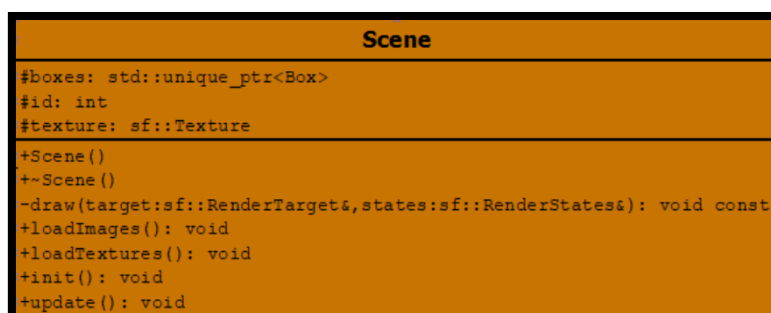 Scene
#boxes: std::unique_ptr<Box>
#id: int
#texture: sf::Texture
+Scene()
+~Scene()
-draw(target:sf::RenderTarget&,states:sf::RenderStates&): void const
+loadImages(): void
+loadTextures(): void
+init(): void
+update(): void